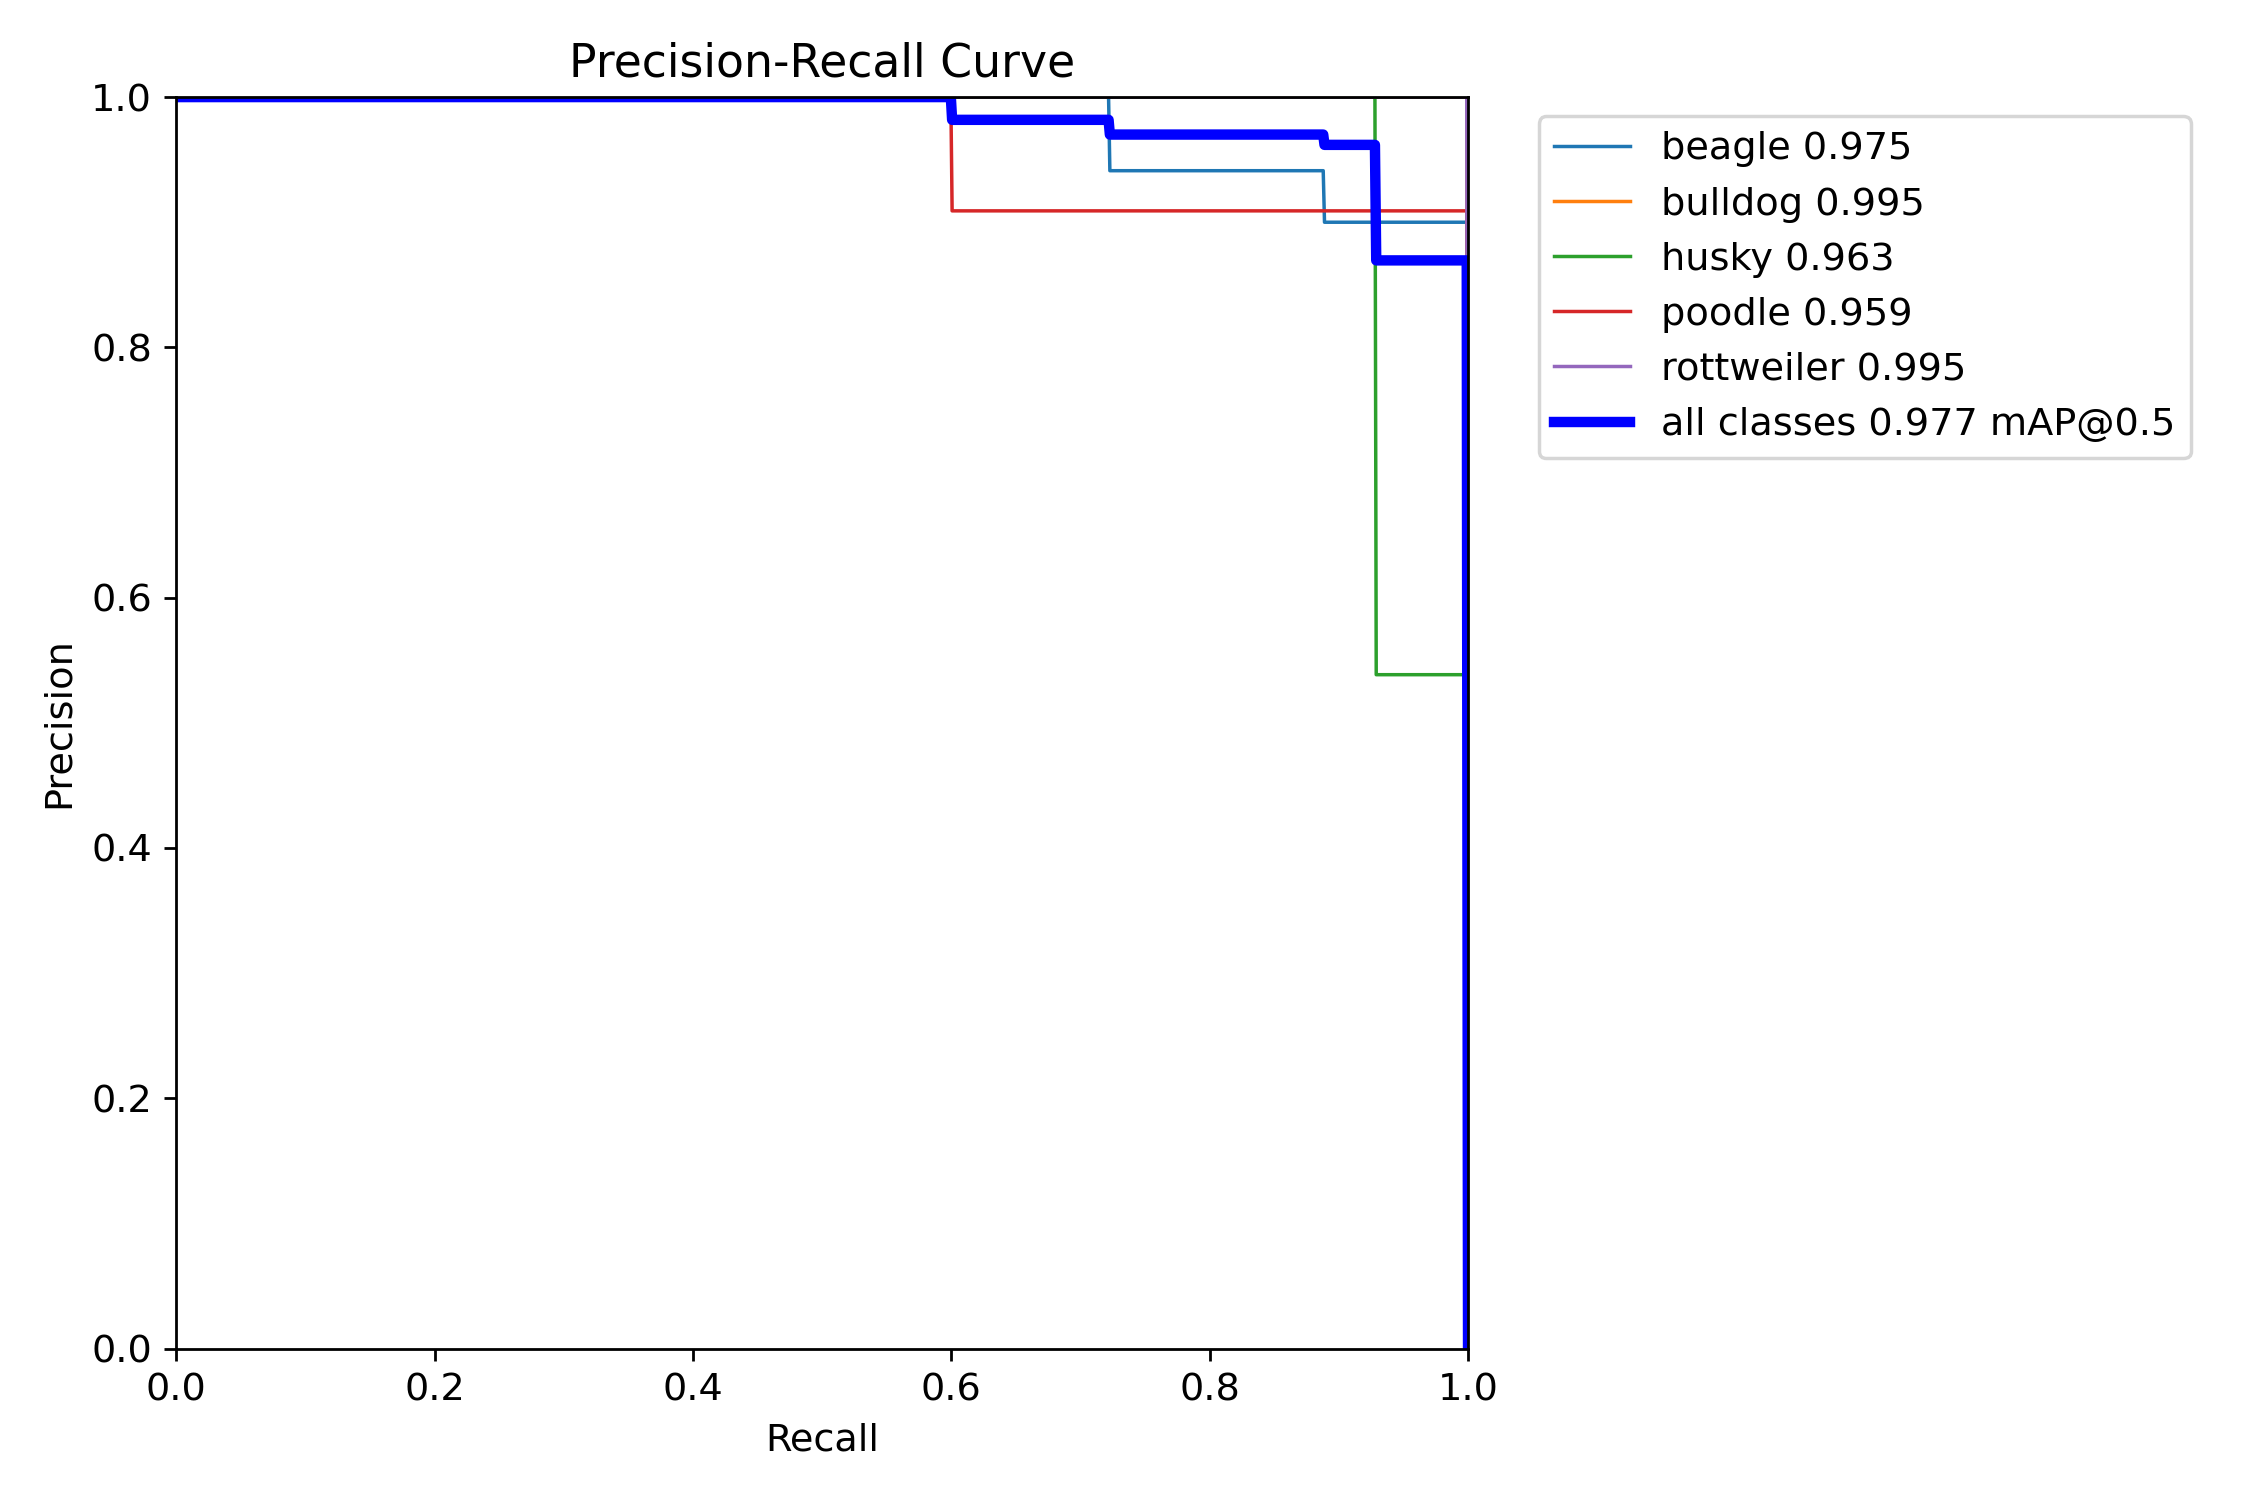 Precision-Recall Curve
1.0
0.8
0.6
0.4
0.2
0.0
Precision
0.0 0.2 0.4 0.6 0.8 1.0
Recall
beagle 0.975
bulldog 0.995
husky 0.963
poodle 0.959
rottweiler 0.995
all classes 0.977 mAP@0.5